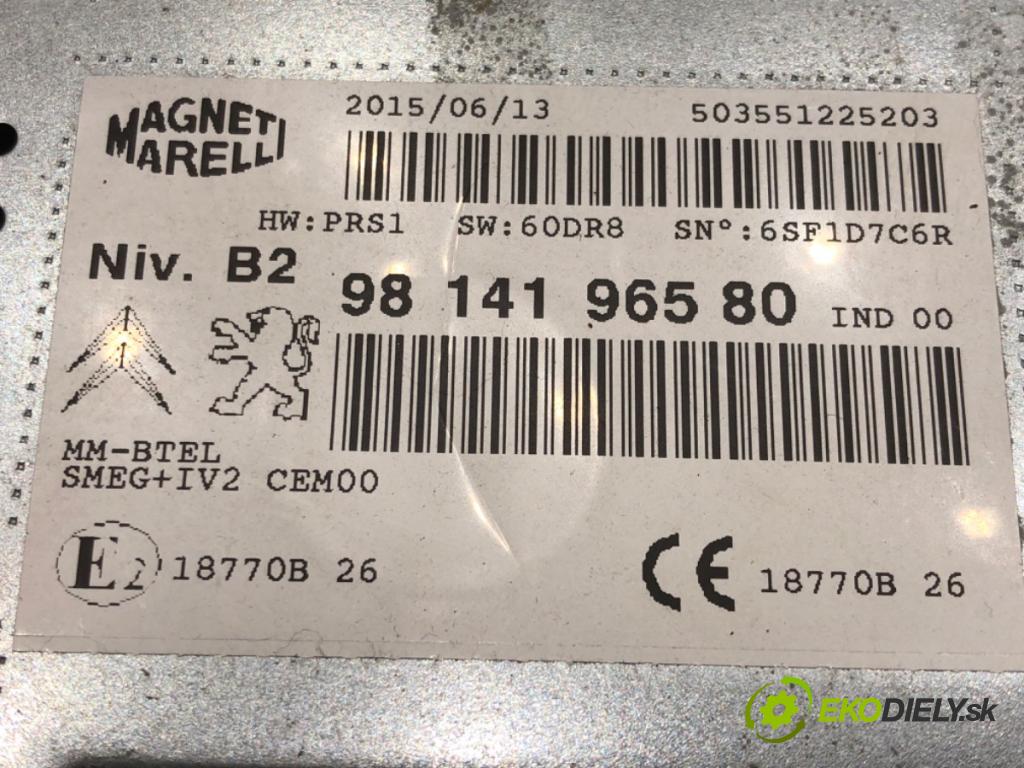 MAGNETI
MARELLI
2015/06/13 503551225203
HW:PRS1 SW:60DR8 SNº:6SF1D7C6R
Niv. B2
98 141 965 80 IND 00
MM-BTEL
SMEG+IV2 CEM00
E2 18770B 26
CE 18770B 26
EKODIELY.sk